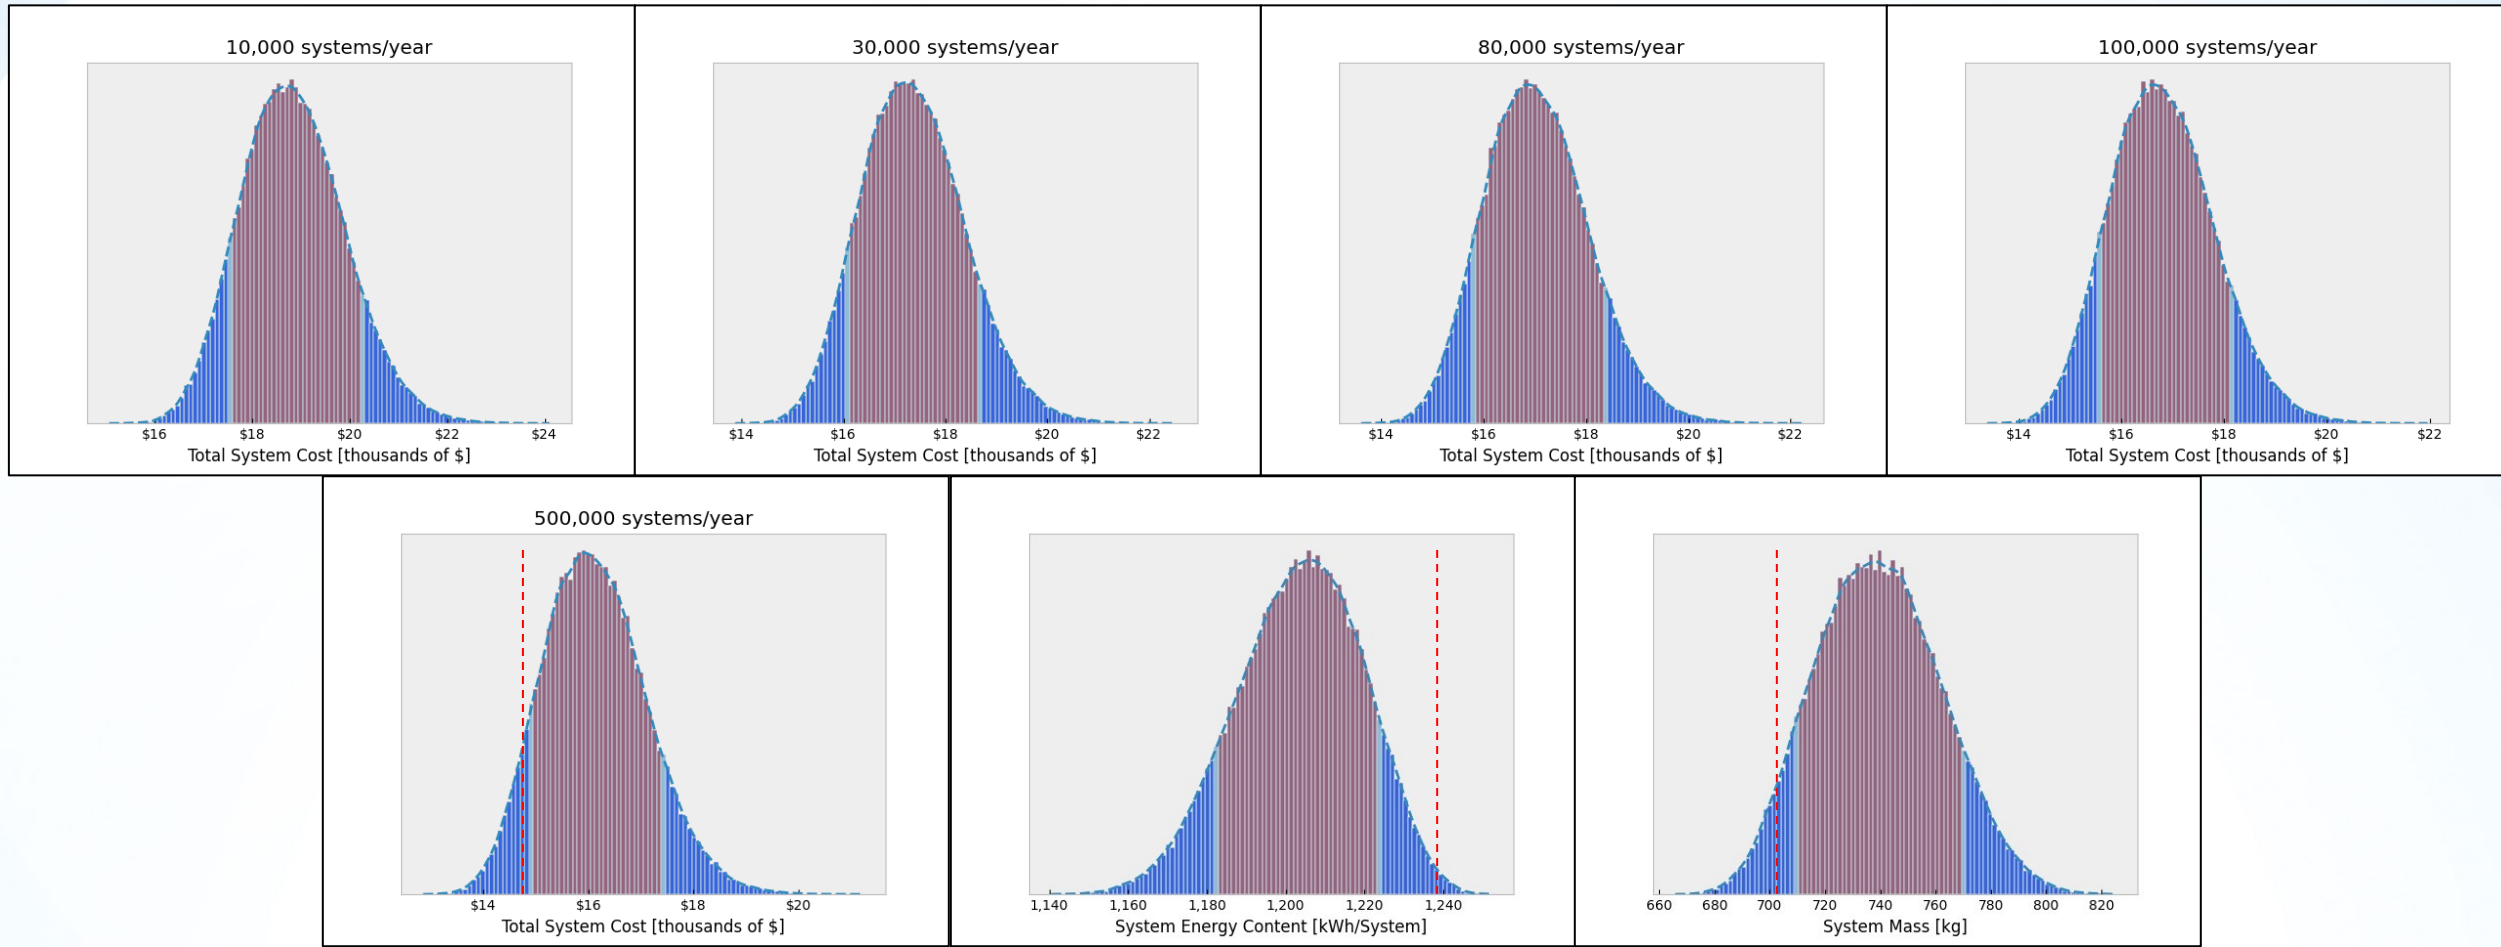 10,000 systems/year
$16 $18 $20 $22 $24
Total System Cost [thousands of $]
30,000 systems/year
$14 $16 $18 $20 $22
Total System Cost [thousands of $]
80,000 systems/year
$14 $16 $18 $20 $22
Total System Cost [thousands of $]
100,000 systems/year
$14 $16 $18 $20 $22
Total System Cost [thousands of $]
500,000 systems/year
$14 $16 $18 $20
Total System Cost [thousands of $]
1,140 1,160 1,180 1,200 1,220 1,240
System Energy Content [kWh/System]
660 680 700 720 740 760 780 800 820
System Mass [kg]